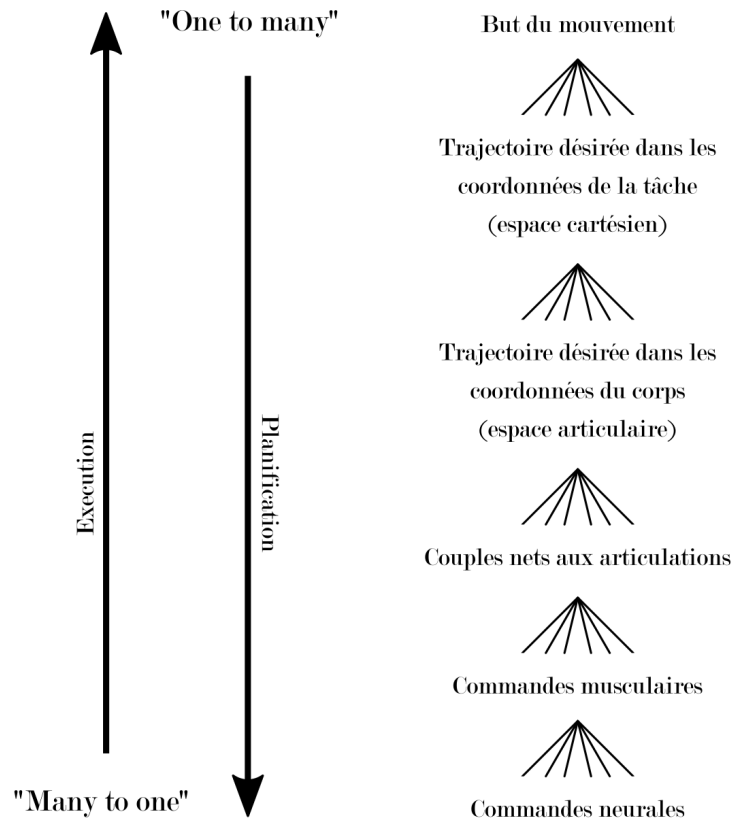 "One to many"
But du mouvement
Trajectoire désirée dans les
coordonnées de la tâche
(espace cartésien)
Trajectoire désirée dans les
coordonnées du corps
(espace articulaire)
Execution
Planification
Couples nets aux articulations
Commandes musculaires
"Many to one"
Commandes neurales